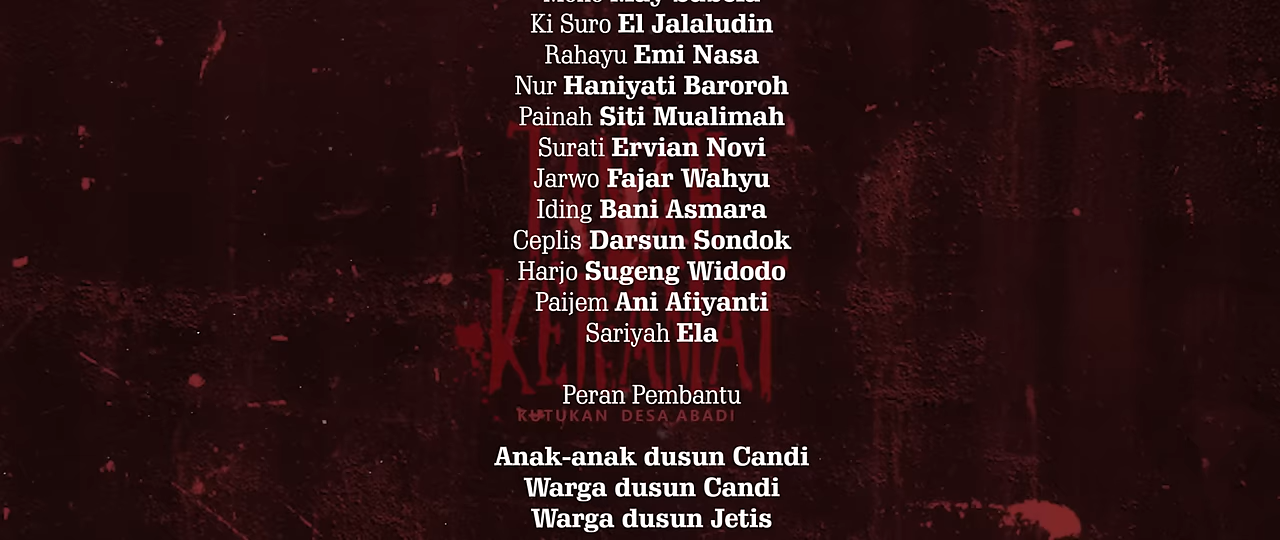 Ki Suro El Jalaludin
Rahayu Emi Nasa
Nur Haniyati Baroroh
Painah Siti Mualimah
Surati Ervian Novi
Jarwo Fajar Wahyu
Iding Bani Asmara
Ceplis Darsun Sondok
Harjo Sugeng Widodo
Paijem Ani Afiyanti
Sariyah Ela
TANAH
KERAMAT
Peran Pembantu
KUTUKAN DESA ABADI
Anak-anak dusun Candi
Warga dusun Candi
Warga dusun Jetis